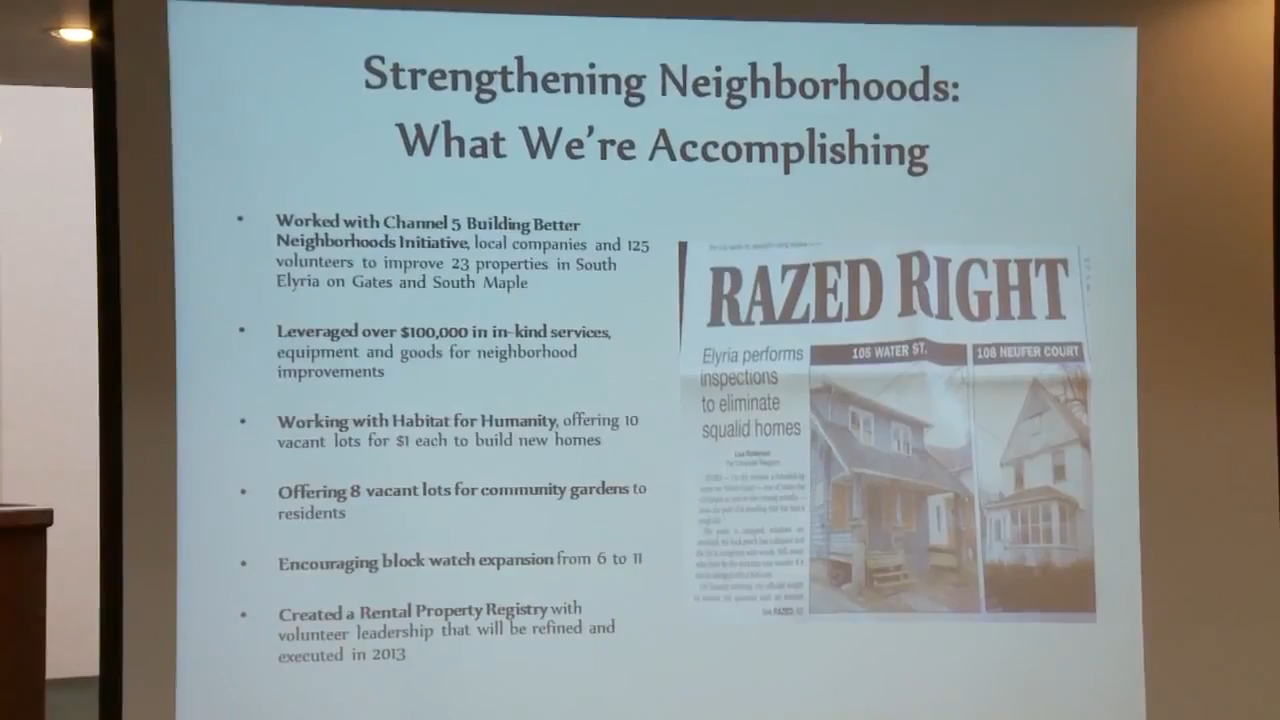 Strengthening Neighborhoods:
What We're Accomplishing
• Worked with Channel 5 Building Better
Neighborhoods Initiative, local companies and 125
volunteers to improve 23 properties in South
Elyria on Gates and South Maple
• Leveraged over $100,000 in in-kind services,
equipment and goods for neighborhood
improvements
• Working with Habitat for Humanity, offering 10
vacant lots for $1 each to build new homes
• Offering 8 vacant lots for community gardens to
residents
• Encouraging block watch expansion from 6 to 11
• Created a Rental Property Registry with
volunteer leadership that will be refined and
executed in 2013
RAZED RIGHT
Elyria performs
inspections
to eliminate
squalid homes
105 WATER ST.
108 NEUFER COURT